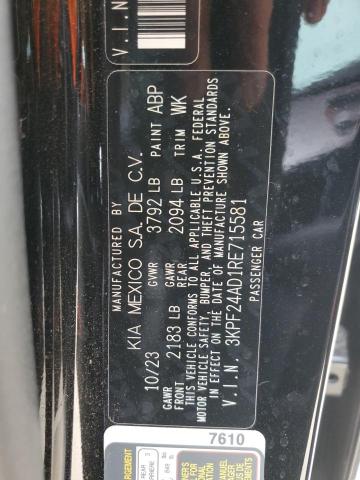 V.I.N.
MANUFACTURED BY
KIA MEXICO S.A. DE C.V.
10/23 GVWR 3792 LB PAINT ABP
GAWR FRONT 2183 LB GAWR REAR 2094 LB TRIM WK
THIS VEHICLE CONFORMS TO ALL APPLICABLE U.S.A. FEDERAL
MOTOR VEHICLE SAFETY, BUMPER, AND THEFT PREVENTION STANDARDS
IN EFFECT ON THE DATE OF MANUFACTURE SHOWN ABOVE.
V.I.N. 3KPF24AD1RE715581
PASSENGER CAR
7610
REAR 3